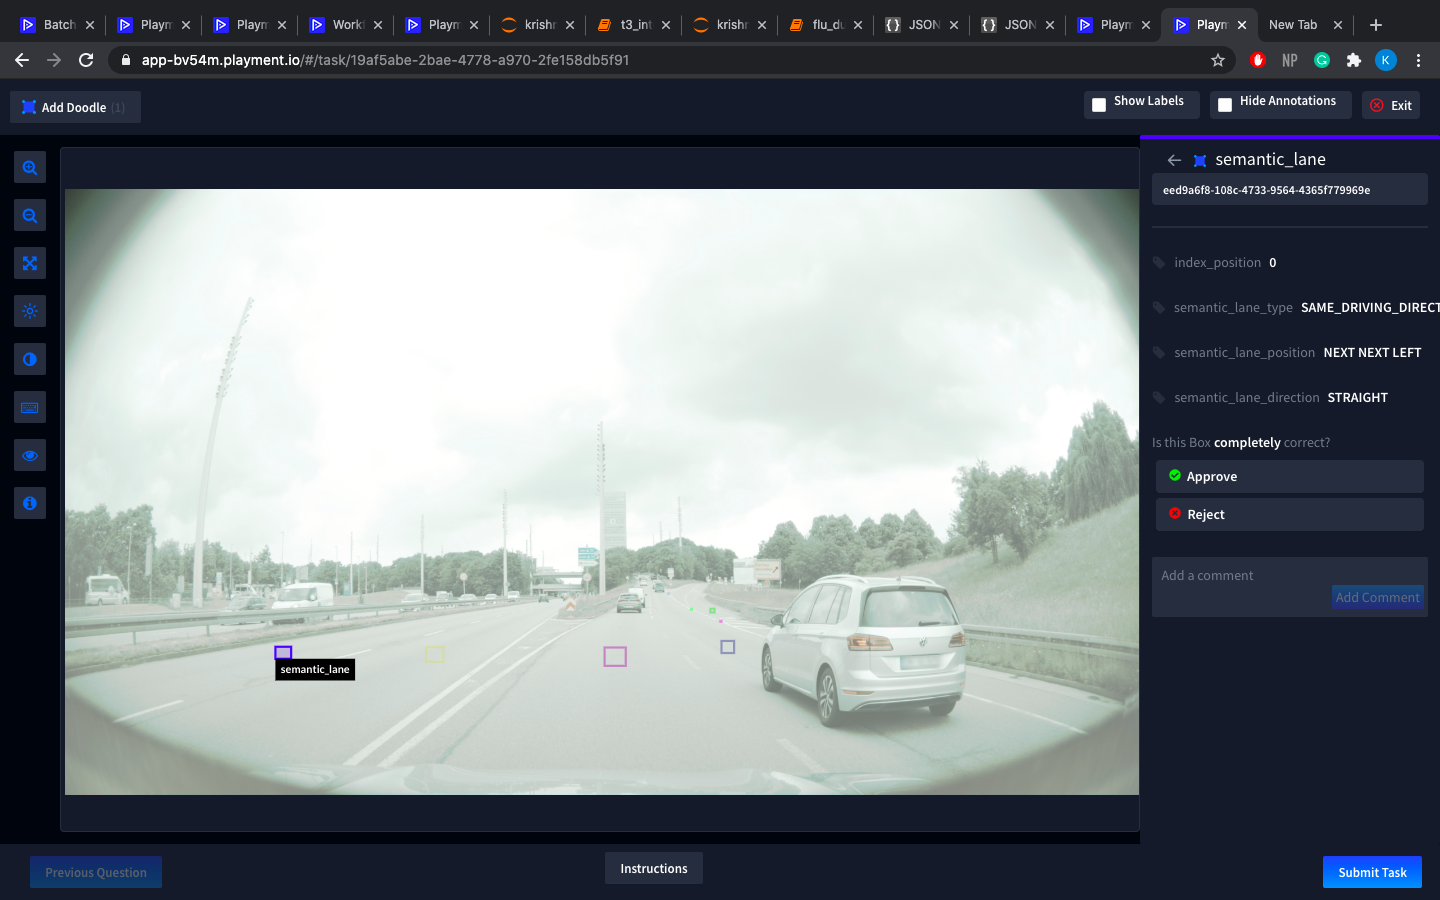 Batch
Playm
Playm
Workf
Playm
krishn
t3_int
krishn
flu_du
JSON
JSON
Playm
Playm
New Tab
app-bv54m.playment.io/#/task/19af5abe-2bae-4778-a970-2fe158db5f91
NP
K
Add Doodle (1)
Show Labels
Hide Annotations
Exit
semantic_lane
eed9a6f8-108c-4733-9564-4365f779969e
index_position 0
semantic_lane_type SAME_DRIVING_DIRECT
semantic_lane_position NEXT NEXT LEFT
semantic_lane_direction STRAIGHT
Is this Box completely correct?
Approve
Reject
Add a comment
Add Comment
semantic_lane
Previous Question
Instructions
Submit Task